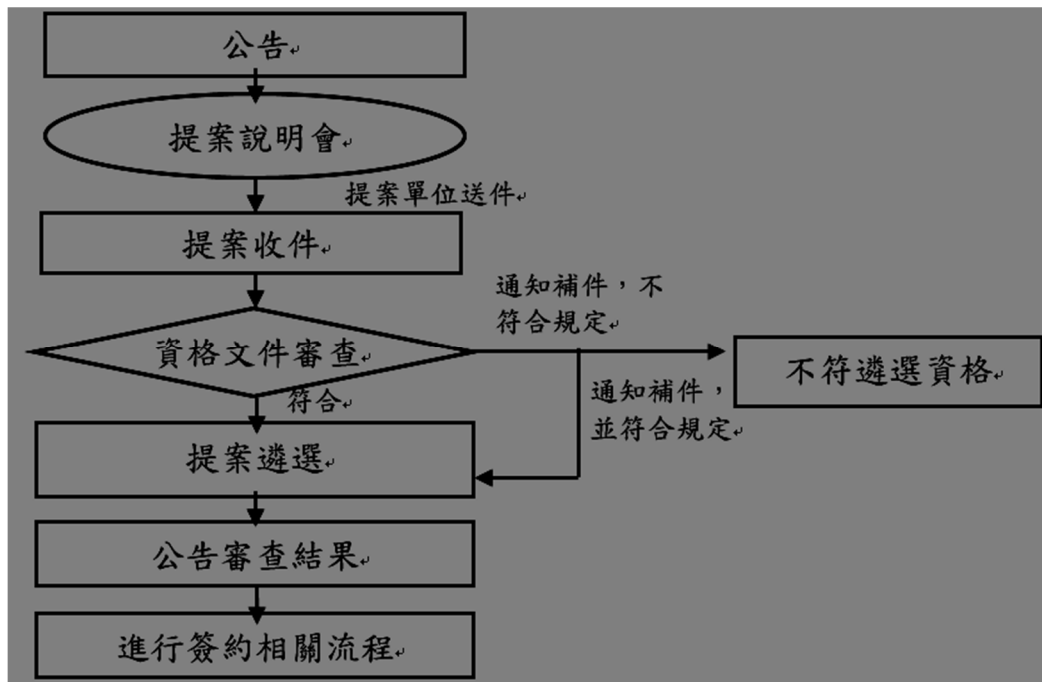 公告
提案說明會
提案單位送件
提案收件
通知補件，不
符合規定
資格文件審查
不符遴選資格
符合
通知補件，
並符合規定
提案遴選
公告審查結果
進行簽約相關流程